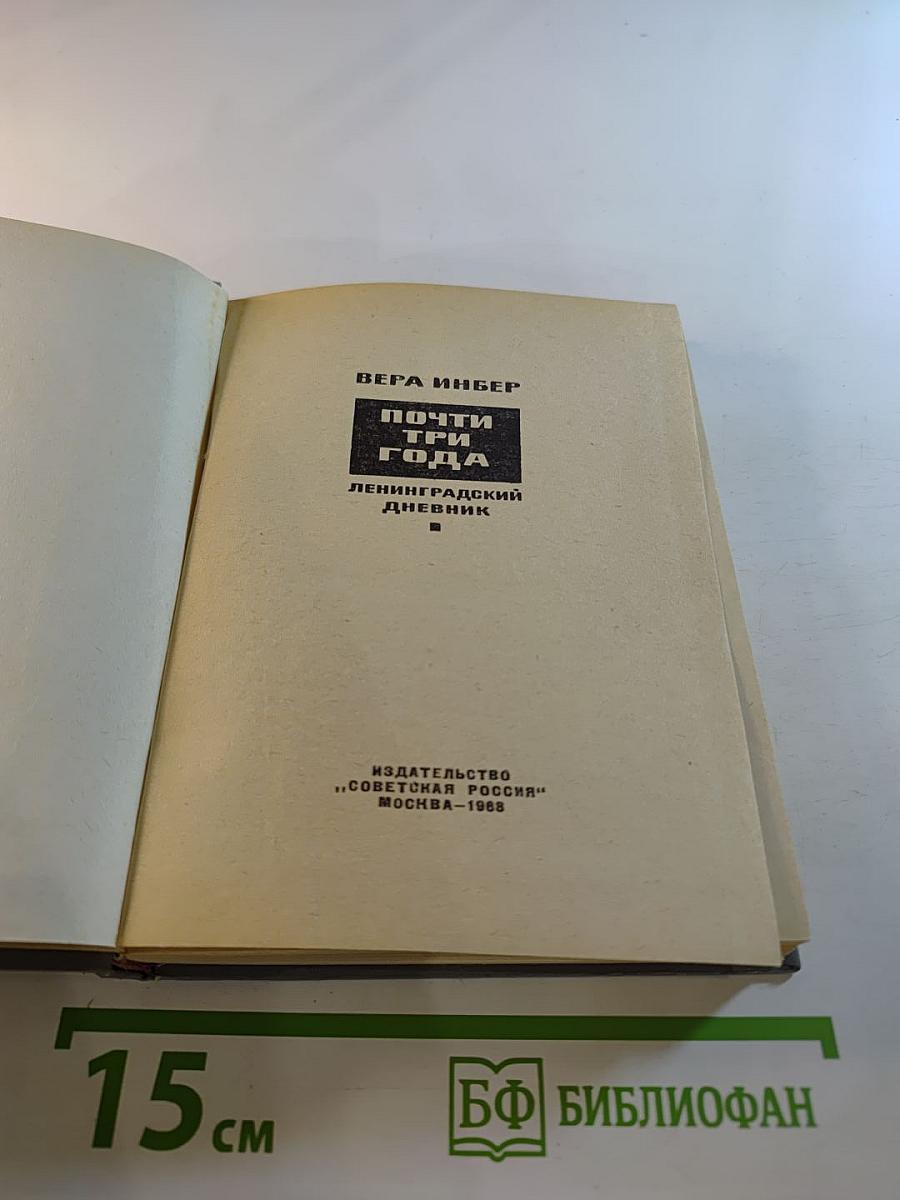 ВЕРА ИНБЕР
ПОЧТИ
ТРИ
ГОДА
ЛЕНИНГРАДСКИЙ
ДНЕВНИК
ИЗДАТЕЛЬСТВО
„СОВЕТСКАЯ РОССИЯ“
МОСКВА—1968
15 см
БФ БИБЛИОФАН